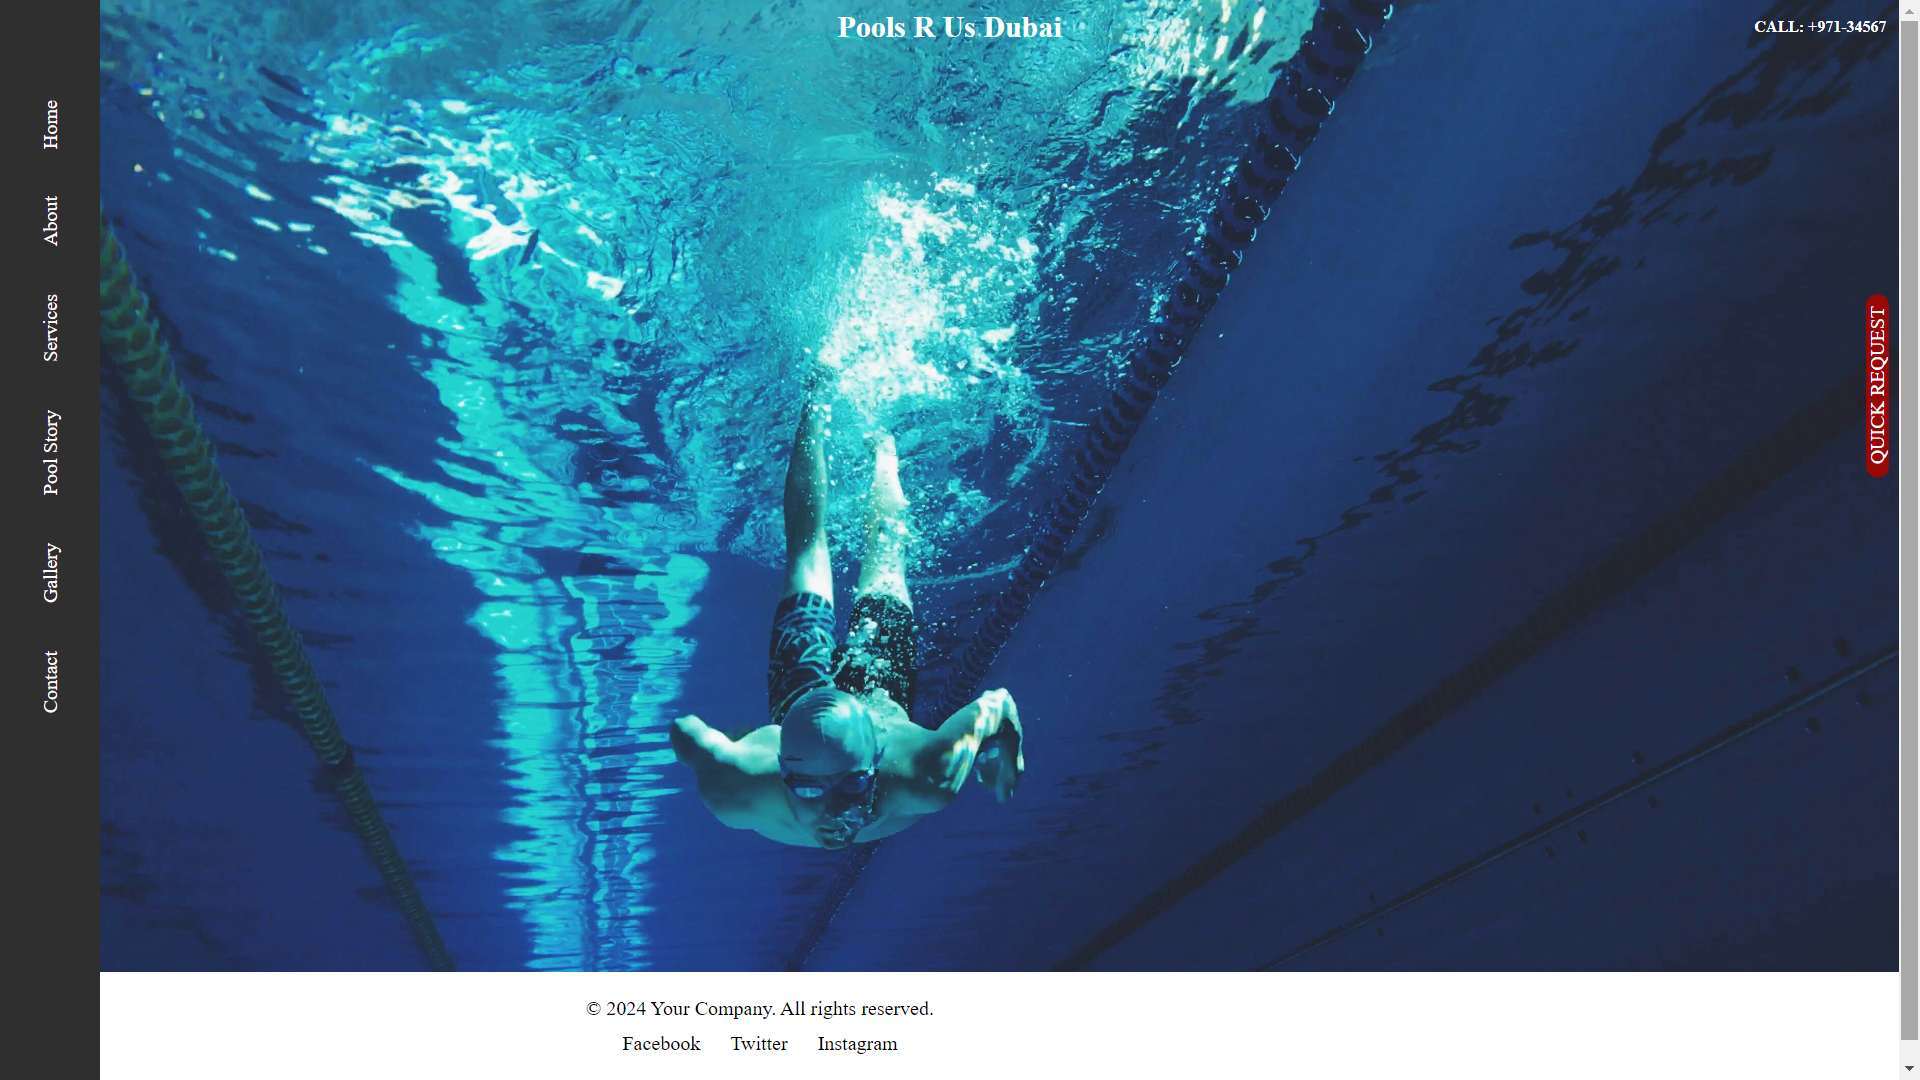 Pools R Us Dubai
CALL: +971-34567
Home
About
Services
Pool Story
Gallery
Contact
QUICK REQUEST
© 2024 Your Company. All rights reserved.
Facebook Twitter Instagram